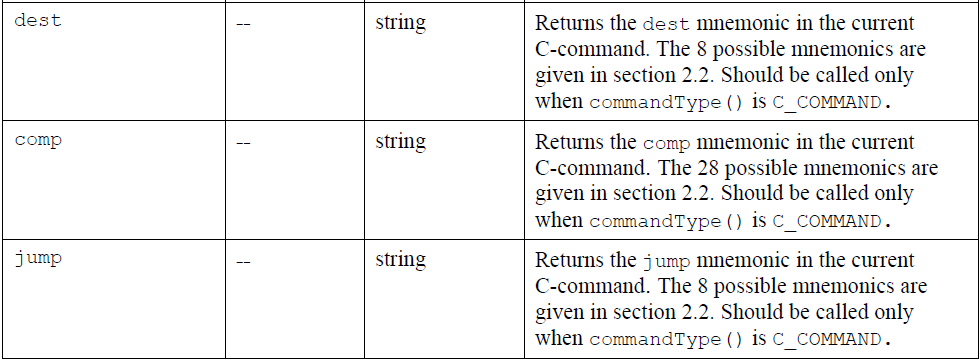 dest -- string Returns the dest mnemonic in the current
C-command. The 8 possible mnemonics are
given in section 2.2. Should be called only
when commandType() is C_COMMAND.
comp -- string Returns the comp mnemonic in the current
C-command. The 28 possible mnemonics are
given in section 2.2. Should be called only
when commandType() is C_COMMAND.
jump -- string Returns the jump mnemonic in the current
C-command. The 8 possible mnemonics are
given in section 2.2. Should be called only
when commandType() is C_COMMAND.